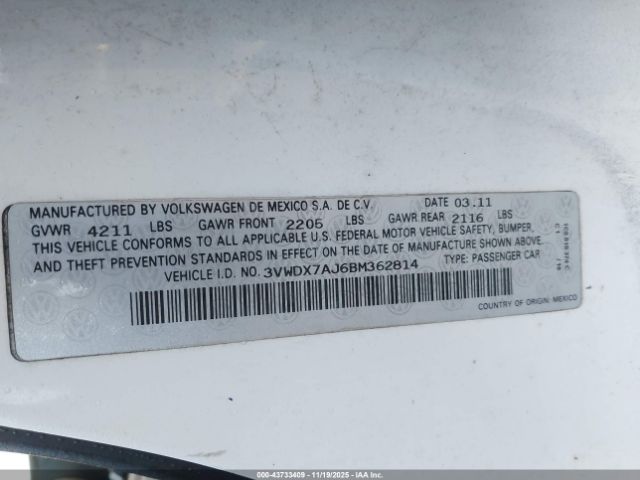 MANUFACTURED BY VOLKSWAGEN DE MEXICO S.A. DE C.V. DATE 03.11
GVWR 4211 LBS GAWR FRONT 2205 LBS GAWR REAR 2116 LBS
THIS VEHICLE CONFORMS TO ALL APPLICABLE U.S. FEDERAL MOTOR VEHICLE SAFETY, BUMPER,
AND THEFT PREVENTION STANDARDS IN EFFECT ON THE DATE OF MANUFACTURE SHOWN ABOVE.
VEHICLE I.D. NO. 3VWDX7AJ6BM362814 TYPE: PASSENGER CAR
COUNTRY OF ORIGIN: MEXICO
000-43733409 - 11/19/2025 - IAAI.COM